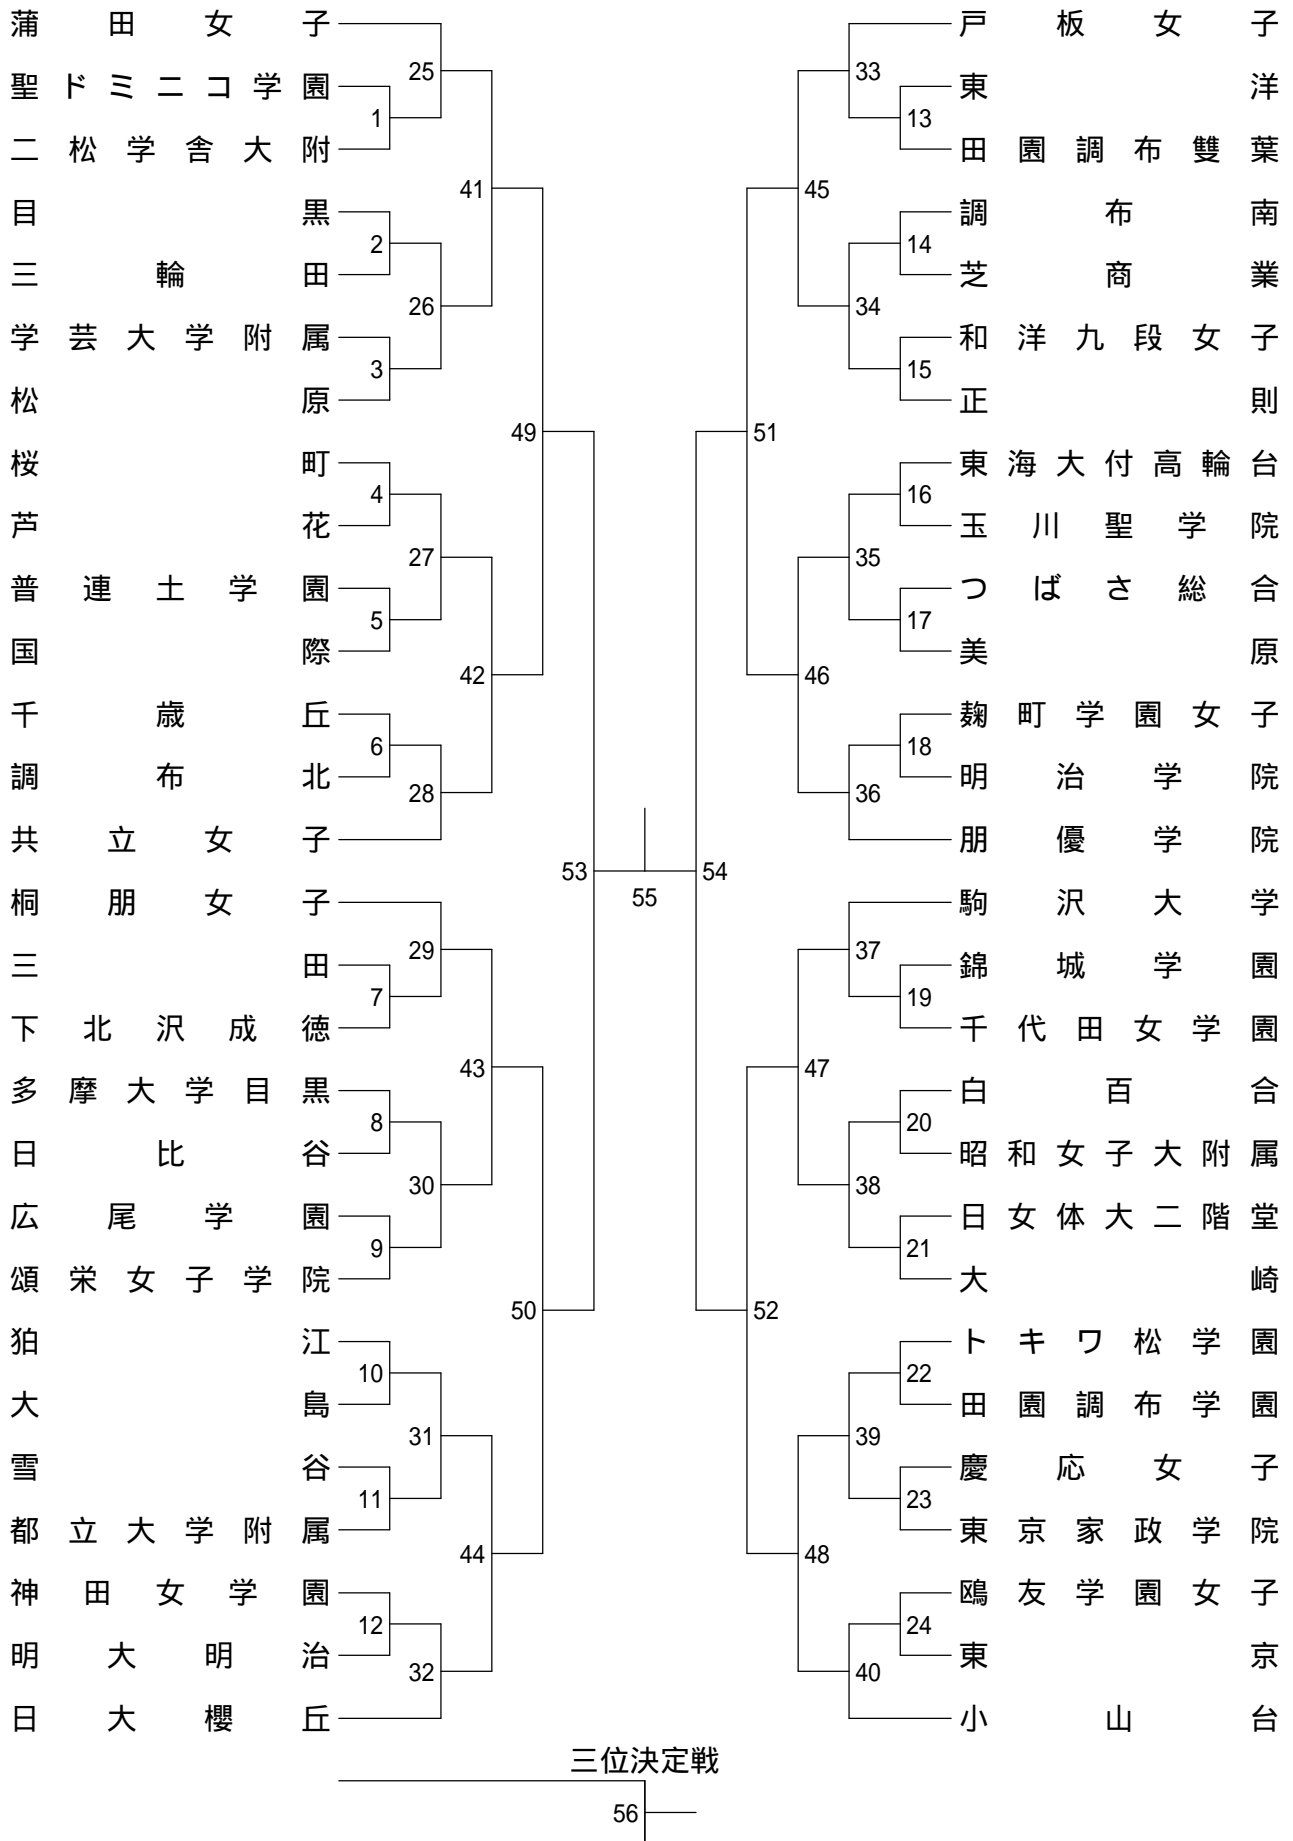 蒲田女子
聖ドミニコ学園
二松学舎大附
目黒
三輪田
学芸大学附属
松原
桜町
芦花
普連土学園
国際
千歳丘
調布北
共立女子
桐朋女子
三田
下北沢成徳
多摩大学目黒
日比谷
広尾学園
頌栄女子学院
狛江
大島
雪谷
都立大学附属
神田女学園
明大明治
日大櫻丘
1
2
3
4
5
6
7
8
9
10
11
12
25
26
27
28
29
30
31
32
41
42
43
44
49
50
53
55
54
51
52
45
46
47
48
33
34
35
36
37
38
39
40
13
14
15
16
17
18
19
20
21
22
23
24
戸板女子
東洋
田園調布雙葉
調布南
芝商業
和洋九段女子
正則
東海大付高輪台
玉川聖学院
つばさ総合
美原
麹町学園女子
明治学院
朋優学院
駒沢大学
錦城学園
千代田女学園
白百合
昭和女子大附属
日女体大二階堂
大崎
トキワ松学園
田園調布学園
慶応女子
東京家政学院
鴎友学園女子
東京
小山台
三位決定戦
56